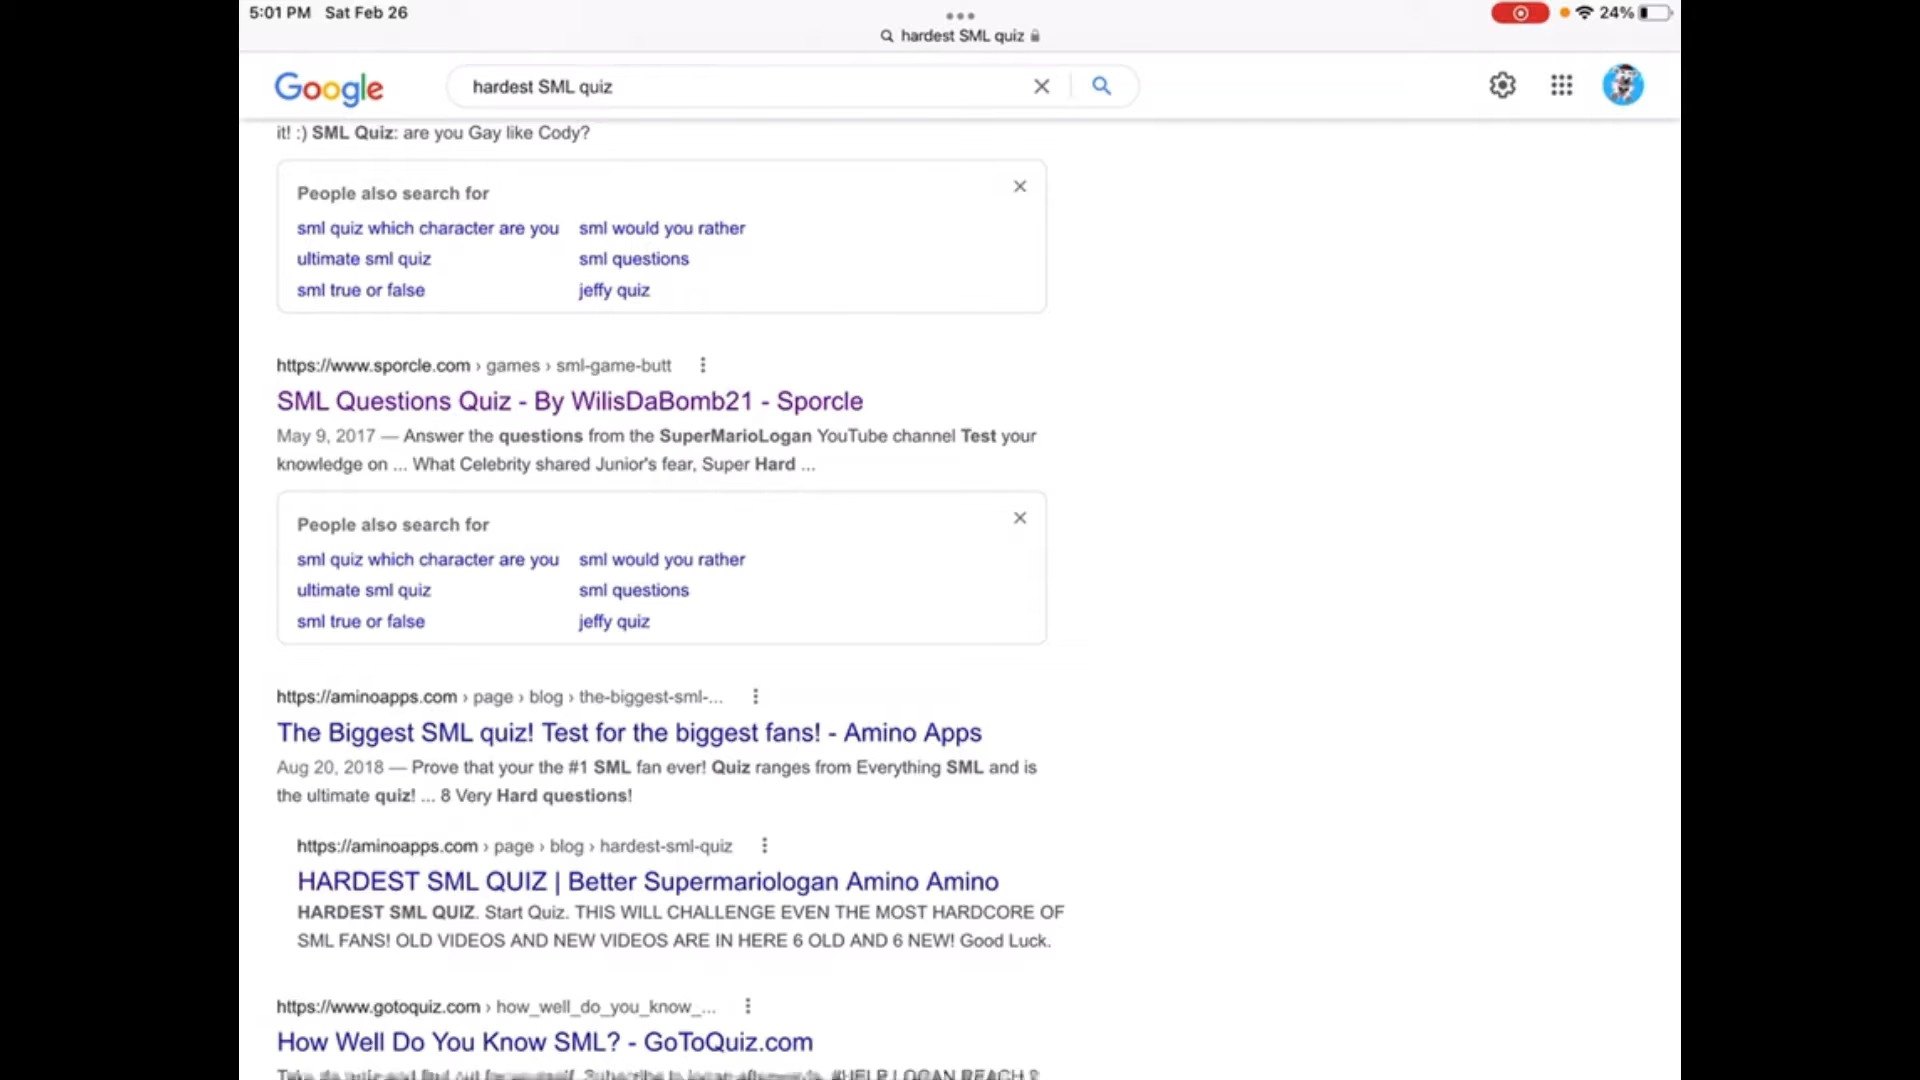 5:01 PM Sat Feb 26
24%
hardest SML quiz
Google
hardest SML quiz
it! :) SML Quiz: are you Gay like Cody?
People also search for
sml quiz which character are you sml would you rather
ultimate sml quiz sml questions
sml true or false jeffy quiz
https://www.sporcle.com › games › sml-game-butt
SML Questions Quiz - By WilisDaBomb21 - Sporcle
May 9, 2017 — Answer the questions from the SuperMarioLogan YouTube channel Test your
knowledge on ... What Celebrity shared Junior's fear, Super Hard ...
People also search for
sml quiz which character are you sml would you rather
ultimate sml quiz sml questions
sml true or false jeffy quiz
https://aminoapps.com › page › blog › the-biggest-sml-...
The Biggest SML quiz! Test for the biggest fans! - Amino Apps
Aug 20, 2018 — Prove that your the #1 SML fan ever! Quiz ranges from Everything SML and is
the ultimate quiz! ... 8 Very Hard questions!
https://aminoapps.com › page › blog › hardest-sml-quiz
HARDEST SML QUIZ | Better Supermariologan Amino Amino
HARDEST SML QUIZ. Start Quiz. THIS WILL CHALLENGE EVEN THE MOST HARDCORE OF
SML FANS! OLD VIDEOS AND NEW VIDEOS ARE IN HERE 6 OLD AND 6 NEW! Good Luck.
https://www.gotoquiz.com › how_well_do_you_know_...
How Well Do You Know SML? - GoToQuiz.com